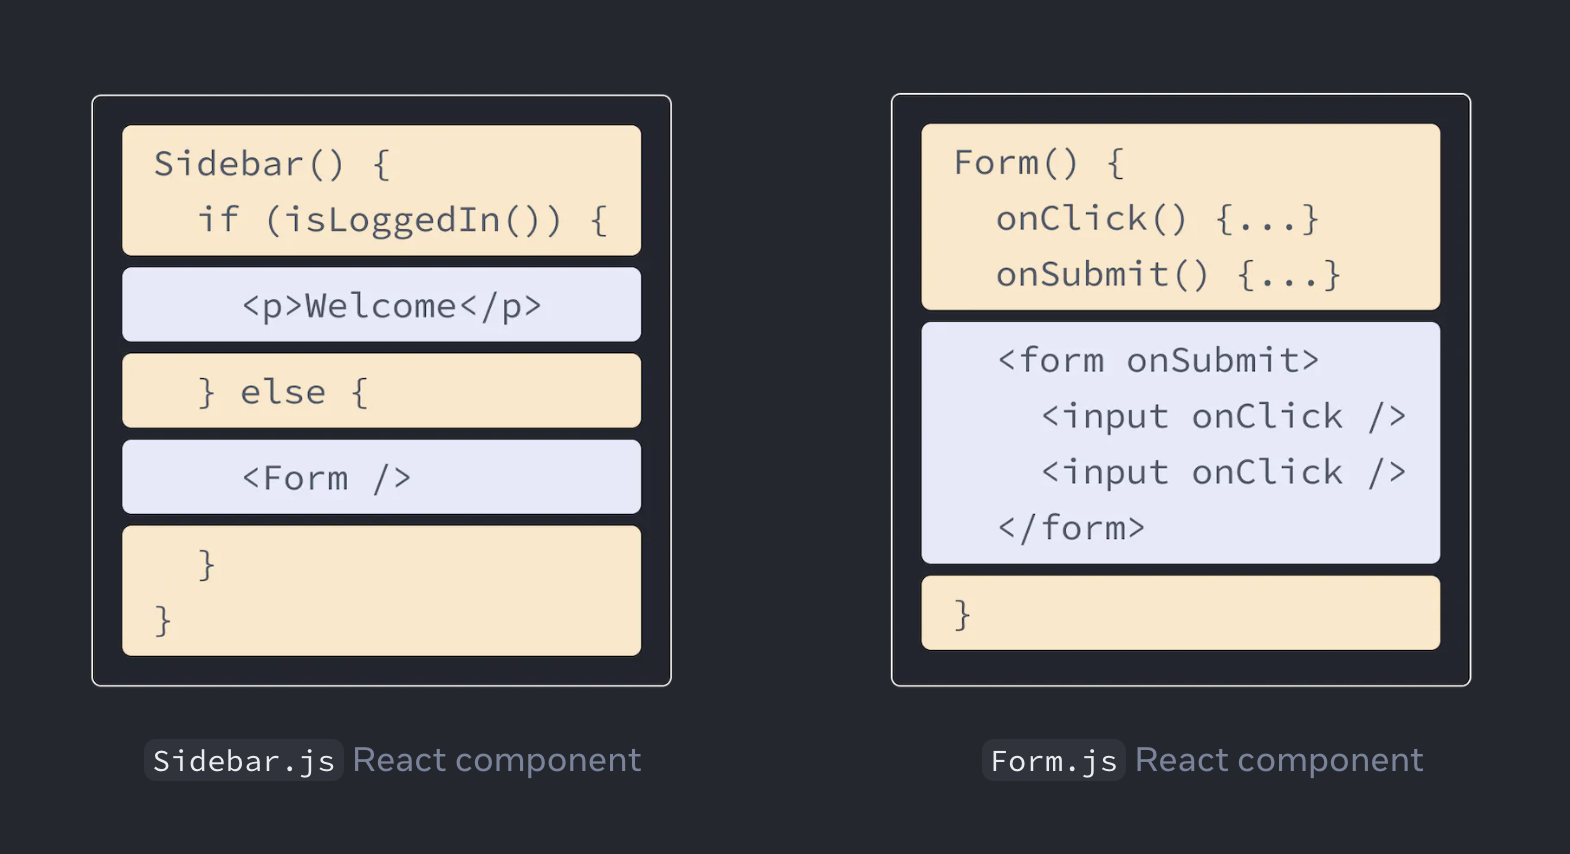 Sidebar() {
if (isLoggedIn()) {
<p>Welcome</p>
} else {
<Form />
}
}
Sidebar.js React component
Form() {
onClick() {...}
onSubmit() {...}
<form onSubmit>
<input onClick />
<input onClick />
</form>
}
Form.js React component